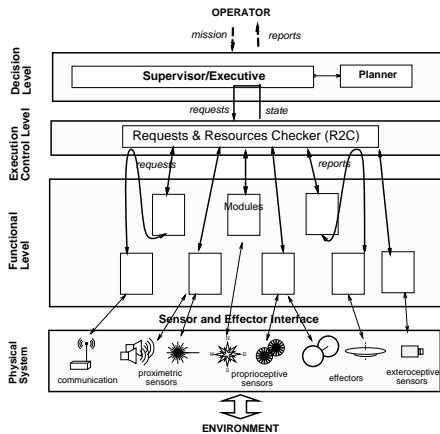 OPERATOR
mission
reports
Decision
Level
Supervisor/Executive
Planner
requests
state
Execution
Control Level
Requests & Resources Checker (R2C)
requests
reports
Functional
Level
Modules
Sensor and Effector Interface
Physical
System
communication
proximetric
sensors
proprioceptive
sensors
effectors
exteroceptive
sensors
ENVIRONMENT